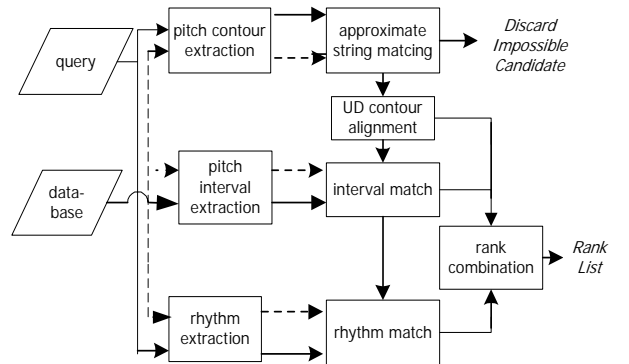 pitch contour
extraction
approximate
string matcing
Discard
Impossible
Candidate
query
UD contour
alignment
pitch
interval
extraction
interval match
data-
base
rank
combination
Rank
List
rhythm
extraction
rhythm match